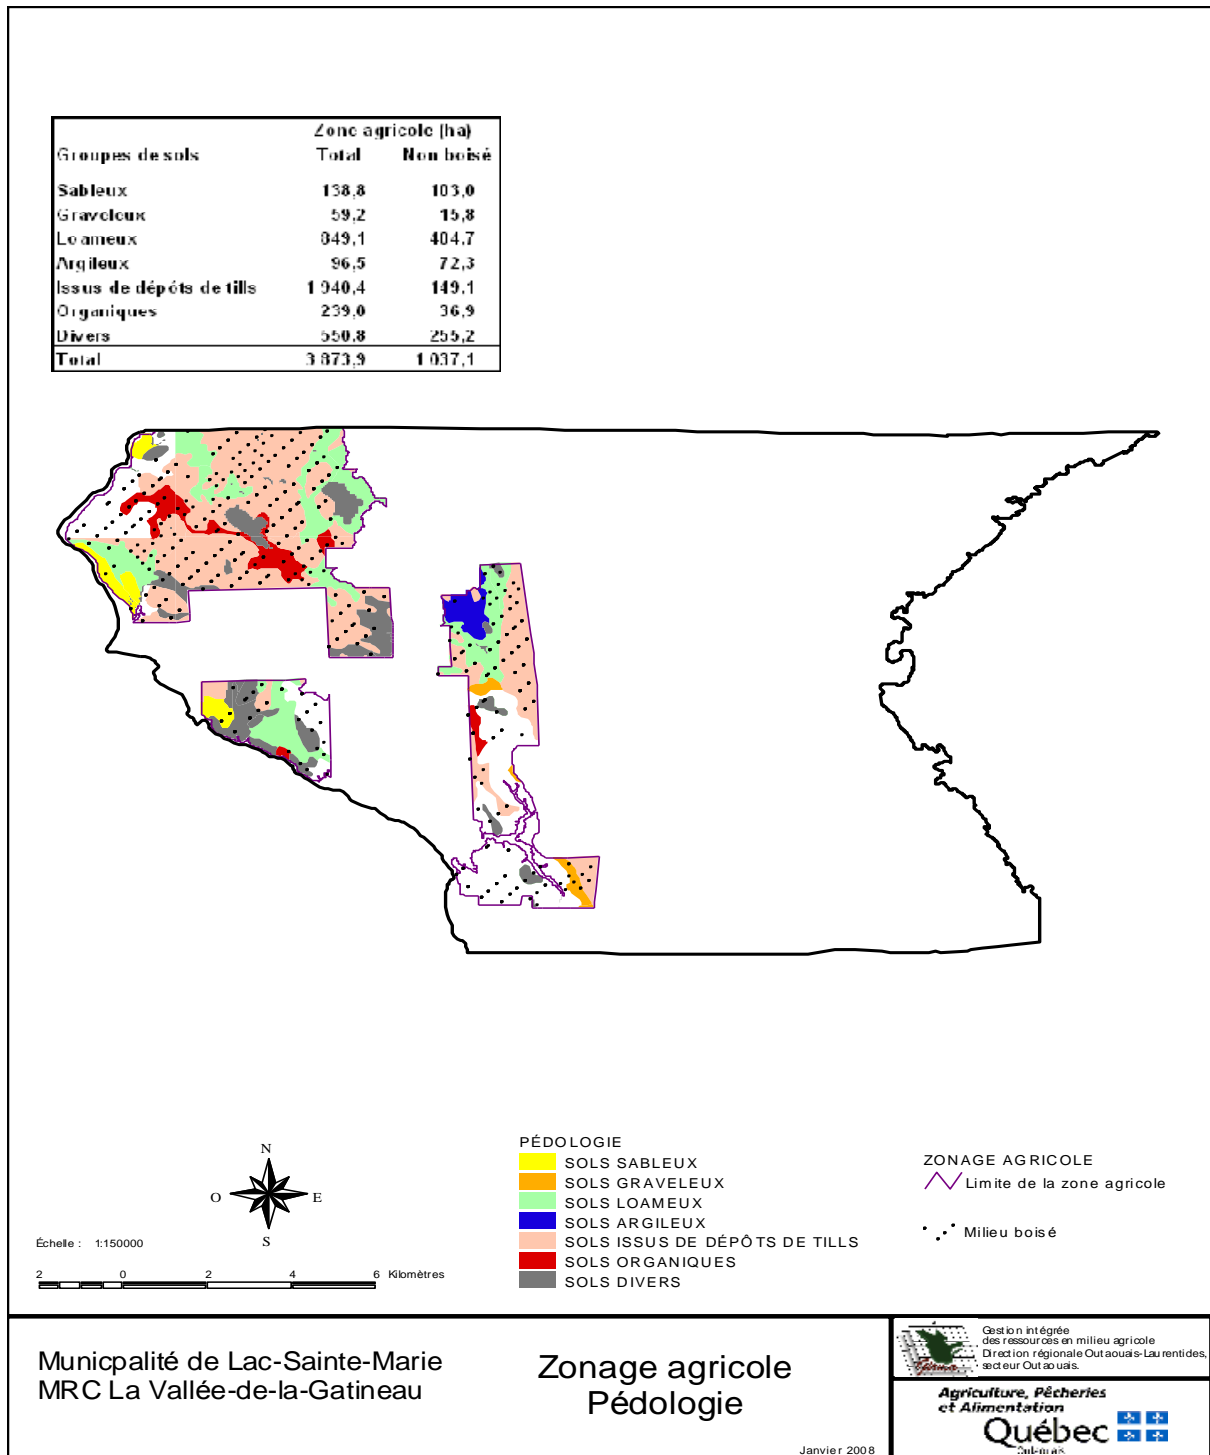 Zone agricole (ha)
Groupes de sols Total Non boisé
Sableux 138,8 103,0
Graveleux 59,2 15,8
Loameux 849,1 404,7
Argileux 96,5 72,3
Issus de dépôts de tills 1 940,4 149,1
Organiques 239,0 36,9
Divers 550,8 255,2
Total 3 873,9 1 037,1
N
O E
S
Échelle : 1:150000
2 0 2 4 6 Kilomètres
PÉDOLOGIE
SOLS SABLEUX
SOLS GRAVELEUX
SOLS LOAMEUX
SOLS ARGILEUX
SOLS ISSUS DE DÉPÔTS DE TILLS
SOLS ORGANIQUES
SOLS DIVERS
ZONAGE AGRICOLE
Limite de la zone agricole
Milieu boisé
Municpalité de Lac-Sainte-Marie
MRC La Vallée-de-la-Gatineau
Zonage agricole
Pédologie
Janvier 2008
Gestion intégrée
des ressources en milieu agricole
Direction régionale Outaouais-Laurentides,
secteur Outaouais.
Agriculture, Pêcheries
et Alimentation
Québec
Outaouais